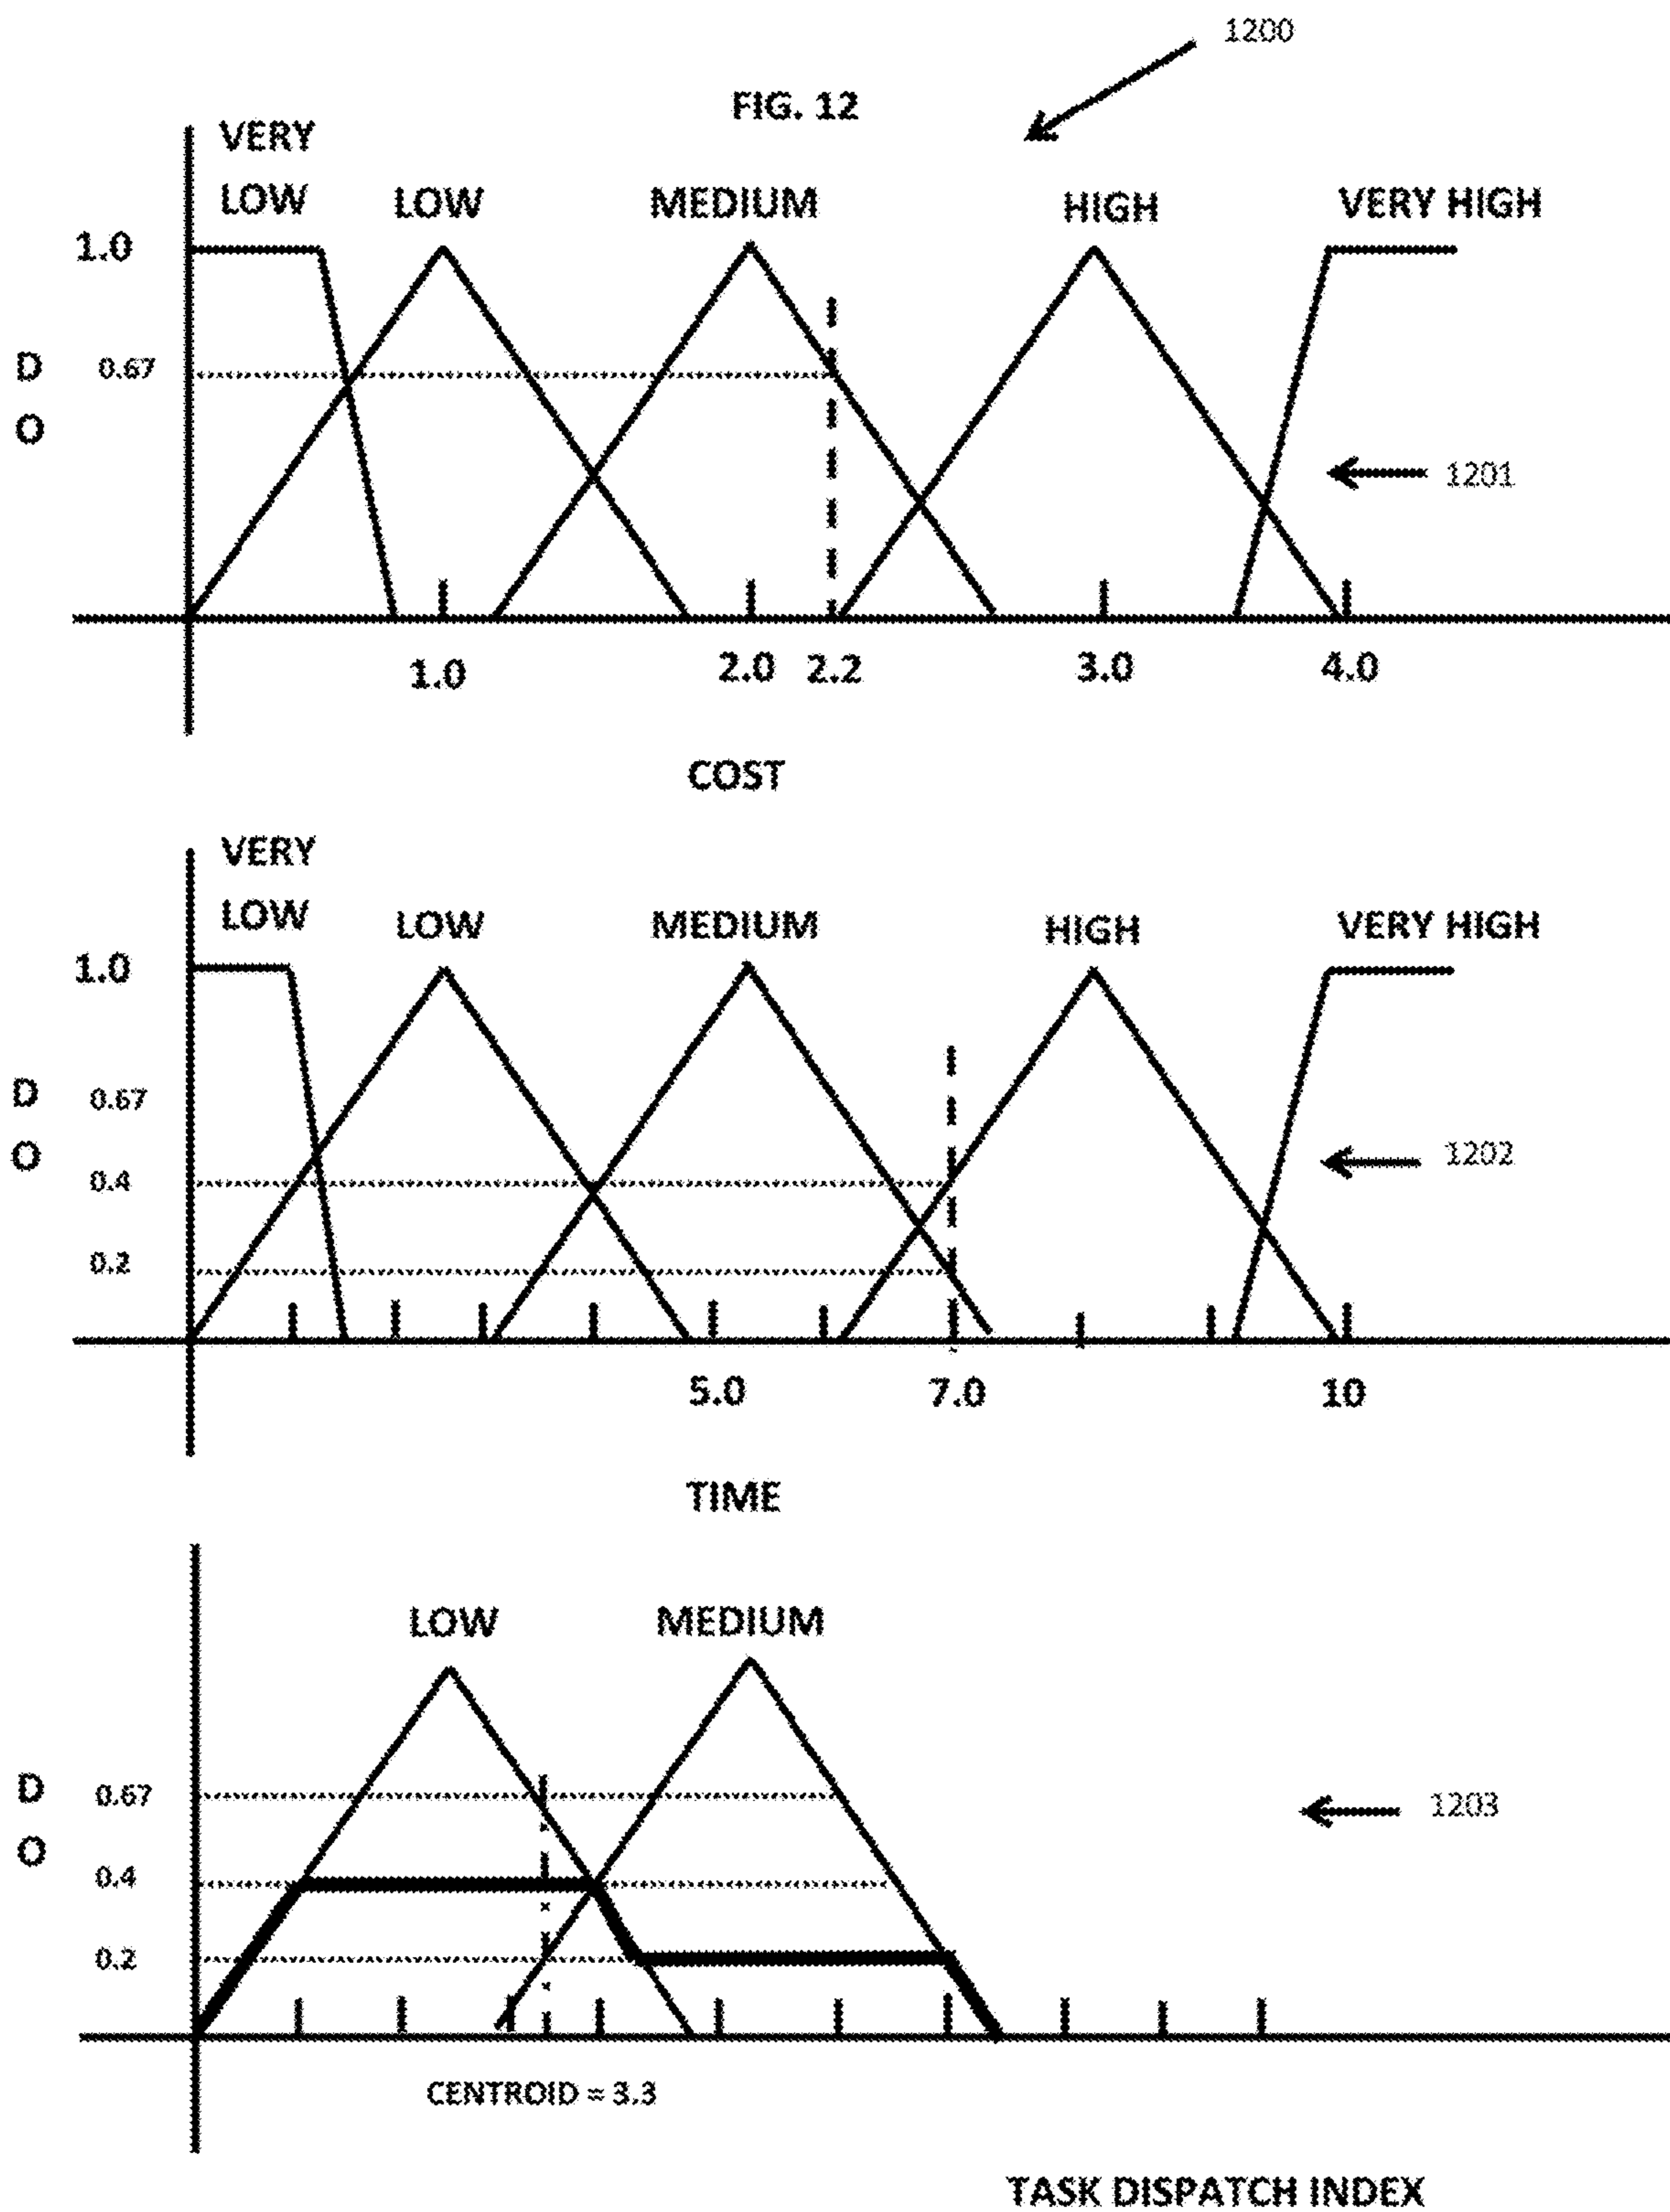 1200
FIG. 12
VERY
LOW
LOW
MEDIUM
HIGH
VERY HIGH
1.0
D
0.67
O
1201
1.0
2.0
2.2
3.0
4.0
COST
VERY
LOW
LOW
MEDIUM
HIGH
VERY HIGH
1.0
D
0.67
O
1202
0.4
0.2
5.0
7.0
10
TIME
LOW
MEDIUM
D
0.67
1203
O
0.4
0.2
CENTROID = 3.3
TASK DISPATCH INDEX